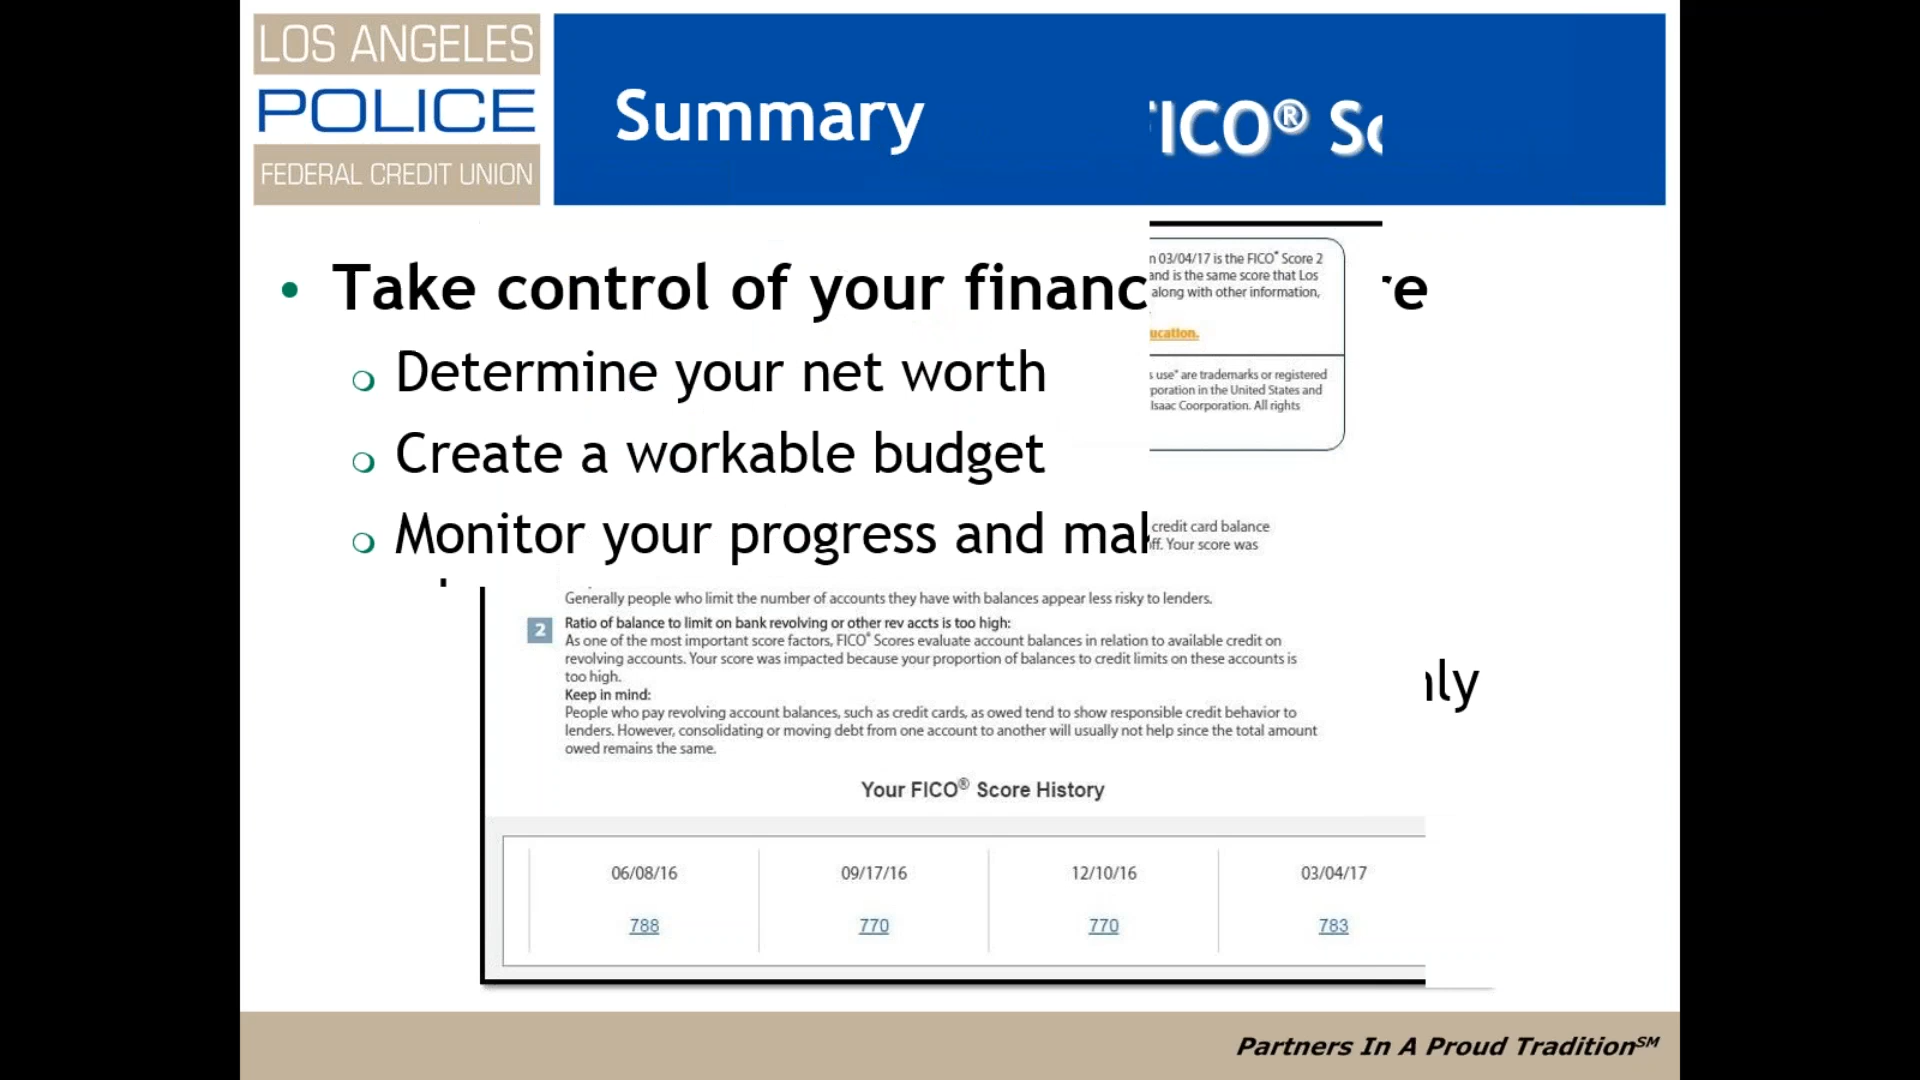 LOS ANGELES
POLICE
FEDERAL CREDIT UNION
Summary
FICO® Sc
• Take control of your financ
re
Determine your net worth
Create a workable budget
Monitor your progress and mak
n 03/04/17 is the FICO® Score 2
and is the same score that Los
along with other information,
ucation.
s use" are trademarks or registered
poration in the United States and
Isaac Coorporation. All rights
credit card balance
ff. Your score was
Generally people who limit the number of accounts they have with balances appear less risky to lenders.
2 Ratio of balance to limit on bank revolving or other rev accts is too high:
As one of the most important score factors, FICO® Scores evaluate account balances in relation to available credit on
revolving accounts. Your score was impacted because your proportion of balances to credit limits on these accounts is
too high.
Keep in mind:
People who pay revolving account balances, such as credit cards, as owed tend to show responsible credit behavior to
lenders. However, consolidating or moving debt from one account to another will usually not help since the total amount
owed remains the same.
ly
Your FICO® Score History
06/08/16 09/17/16 12/10/16 03/04/17
788 770 770 783
Partners In A Proud Tradition℠